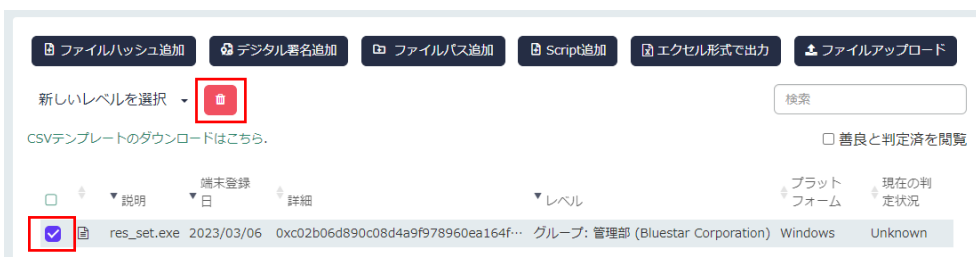 ファイルハッシュ追加 デジタル署名追加 ファイルパス追加 Script追加 エクセル形式で出力 ファイルアップロード
新しいレベルを選択 検索
CSVテンプレートのダウンロードはこちら. 善良と判定済を閲覧
説明 端末登録日 詳細 レベル プラットフォーム 現在の判定状況
res_set.exe 2023/03/06 0xc02b06d890c08d4a9f978960ea164f… グループ: 管理部 (Bluestar Corporation) Windows Unknown